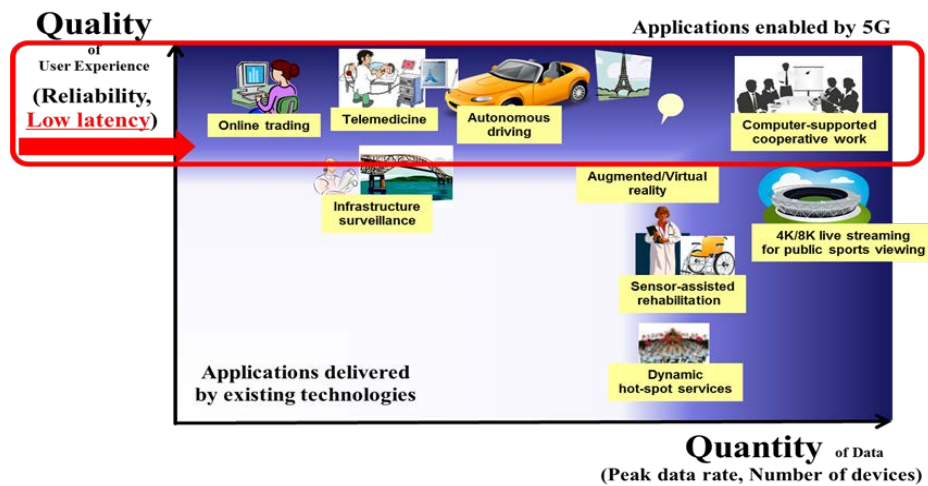 Quality
of
User Experience
(Reliability,
Low latency)
Applications enabled by 5G
Online trading
Telemedicine
Autonomous
driving
Computer-supported
cooperative work
Infrastructure
surveillance
Augmented/Virtual
reality
4K/8K live streaming
for public sports viewing
Sensor-assisted
rehabilitation
Dynamic
hot-spot services
Applications delivered
by existing technologies
Quantity of Data
(Peak data rate, Number of devices)